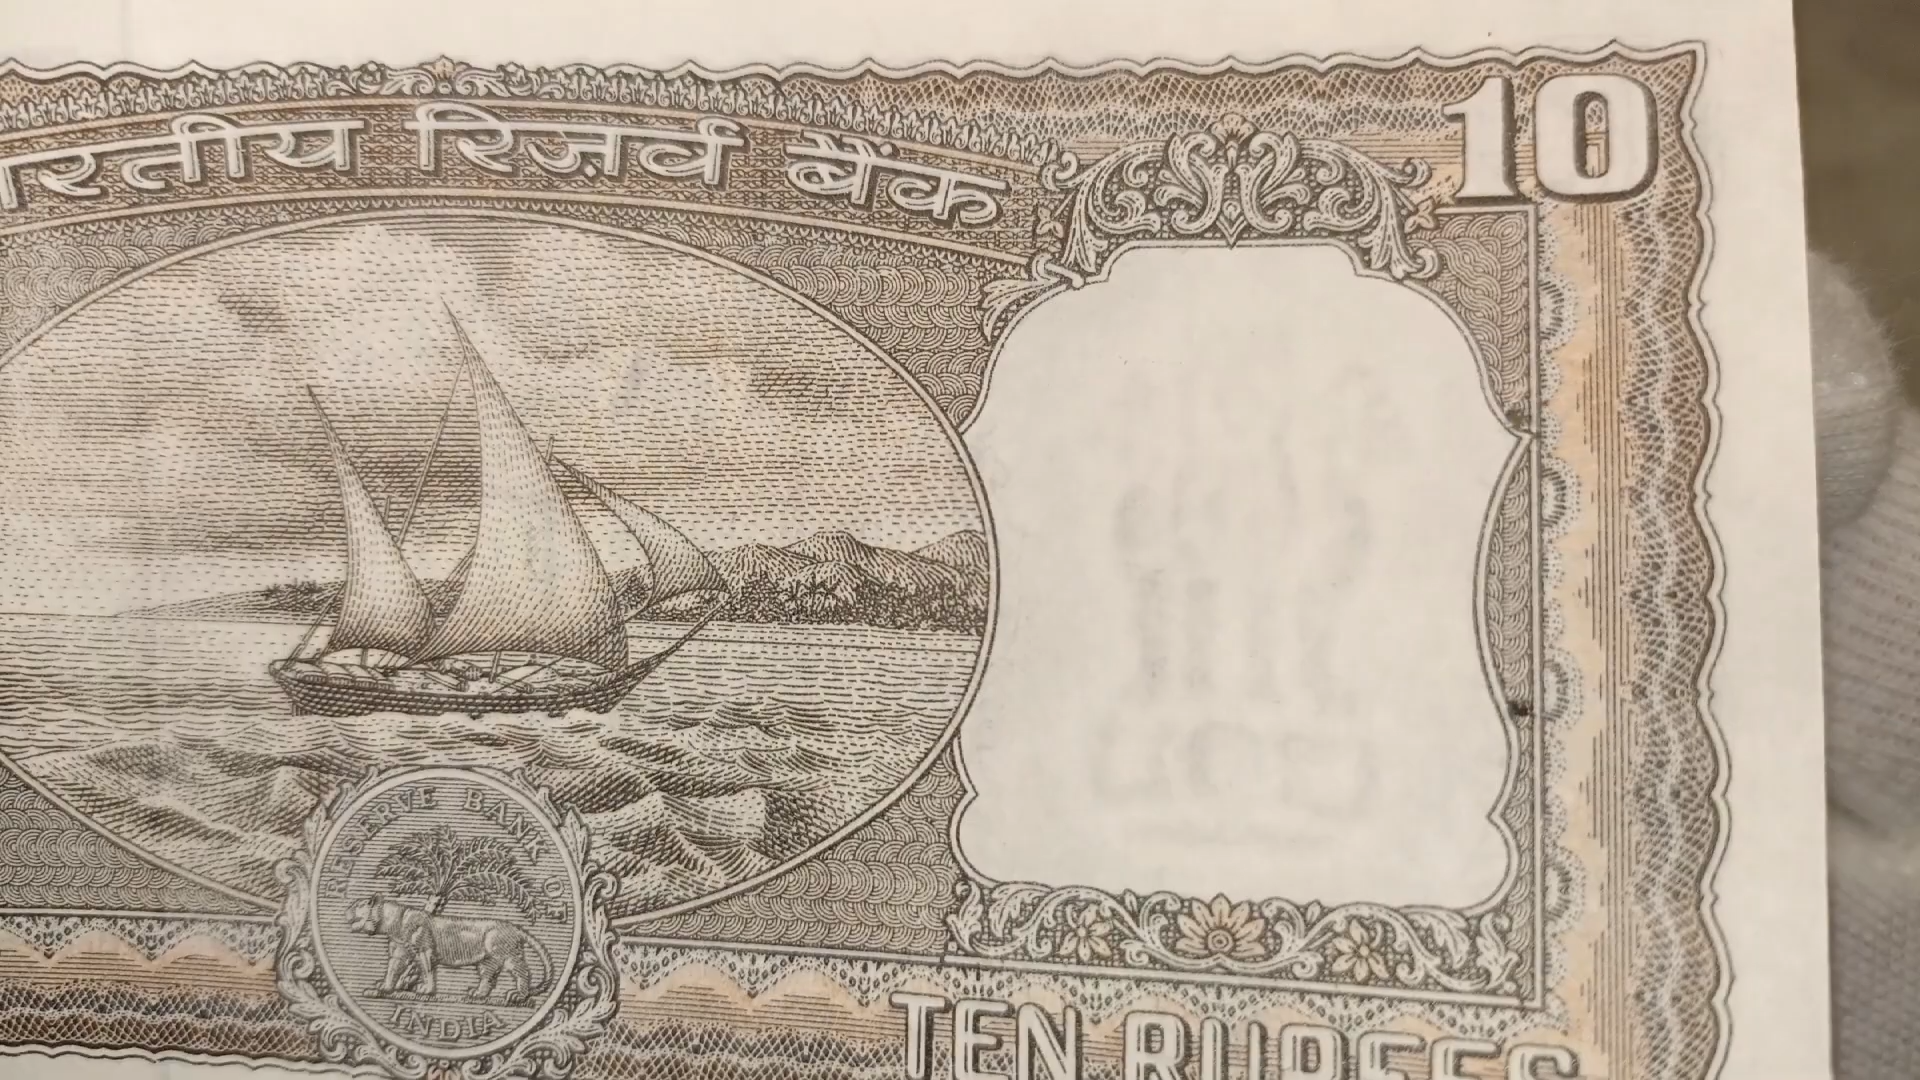 भारतीय रिज़र्व बैंक
10
RESERVE BANK OF
INDIA
TEN RUPEES